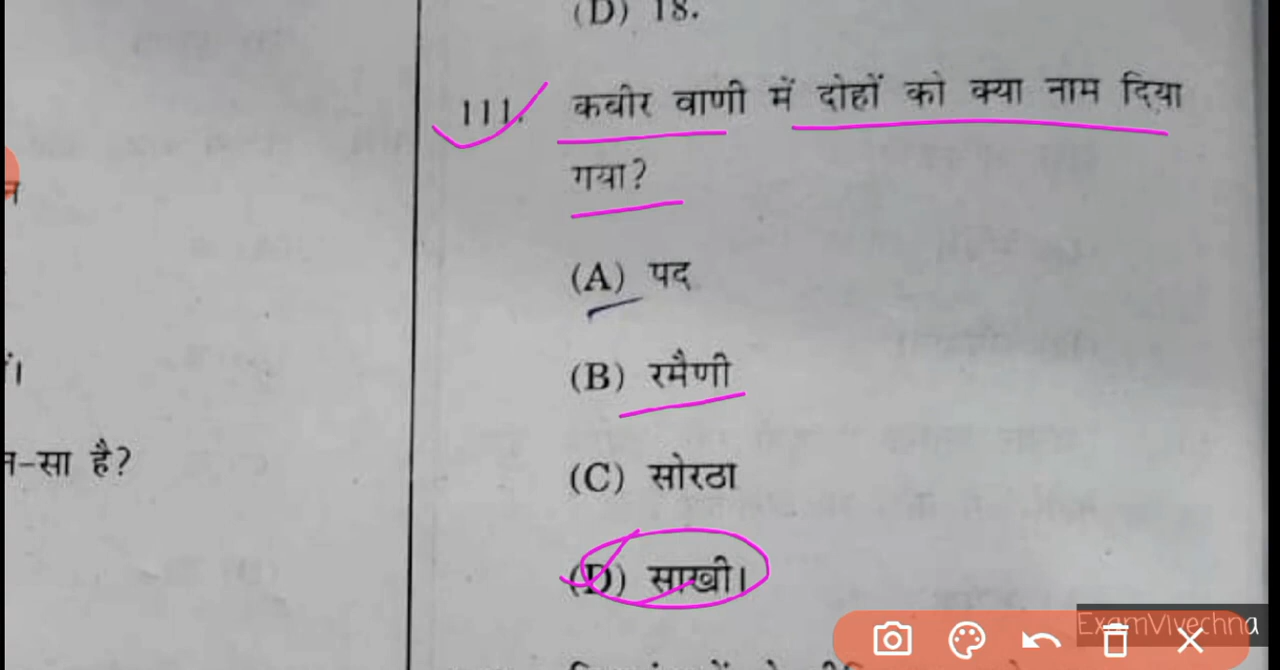 (D) 18.
111. कबीर वाणी में दोहों को क्या नाम दिया
गया?
(A) पद
(B) रमैणी
(C) सोरठा
(D) साखी।
-सा है?
ExamVivechna